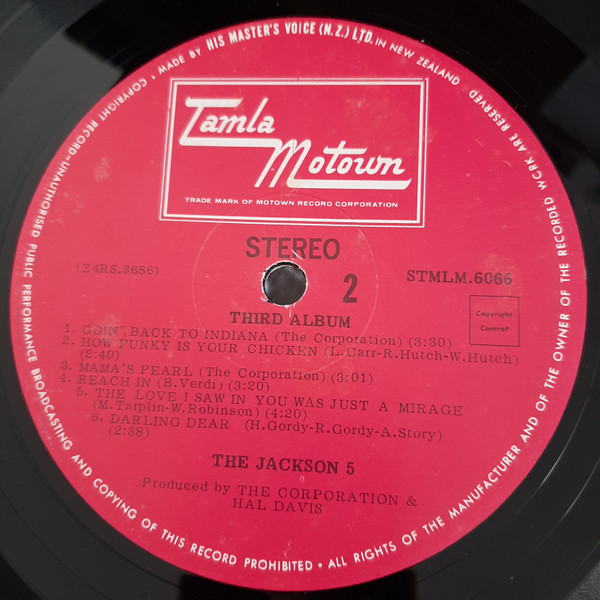 • MADE BY HIS MASTER'S VOICE (N.Z.) LTD. IN NEW ZEALAND
COPYRIGHT RECORD-UNAUTHORISED PUBLIC PERFORMANCE BROADCASTING AND COPYING OF THIS RECORD PROHIBITED • ALL RIGHTS OF THE MANUFACTURER AND OF THE OWNER OF THE RECORDED WORK ARE RESERVED
Tamla
Motown
TRADE MARK OF MOTOWN RECORD CORPORATION
STEREO
(Z4RS.3686)
2
STMLM.6066
Copyright
Control
THIRD ALBUM
1. GOIN' BACK TO INDIANA (The Corporation) (3:30)
2. HOW FUNKY IS YOUR CHICKEN (L.Carr-R.Hutch-W.Hutch)
(2:40)
3. MAMA'S PEARL (The Corporation) (3:01)
4. REACH IN (B.Verdi) (3:20)
5. THE LOVE I SAW IN YOU WAS JUST A MIRAGE
(M.Tarplin-W.Robinson) (4:20)
6. DARLING DEAR (H.Gordy-R.Gordy-A.Story)
(2:38)
THE JACKSON 5
Produced by THE CORPORATION &
HAL DAVIS